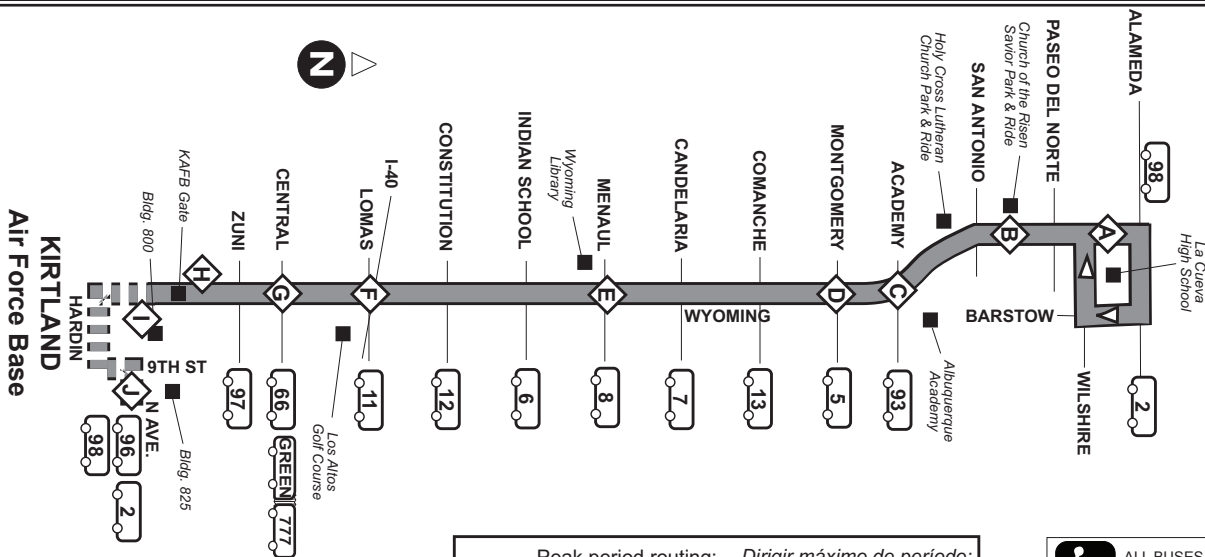 ALAMEDA
98
2
La Cueva
High School
PASEO DEL NORTE
A
WILSHIRE
BARSTOW
Church of the Risen
Savior Park & Ride
B
SAN ANTONIO
Holy Cross Lutheran
Church Park & Ride
ACADEMY
C
93
Albuquerque
Academy
MONTGOMERY
D
5
COMANCHE
13
WYOMING
CANDELARIA
7
MENAUL
E
8
Wyoming
Library
INDIAN SCHOOL
6
CONSTITUTION
12
I-40
LOMAS
F
11
Los Altos
Golf Course
CENTRAL
G
66
GREEN
777
ZUNI
97
H
KAFB Gate
Bldg. 800
I
HARDIN
9TH ST
J
N AVE.
Bldg. 825
96
98
2
KIRTLAND
Air Force Base
N
Peak period routing: Dirigir máximo de período:
ALL BUSES